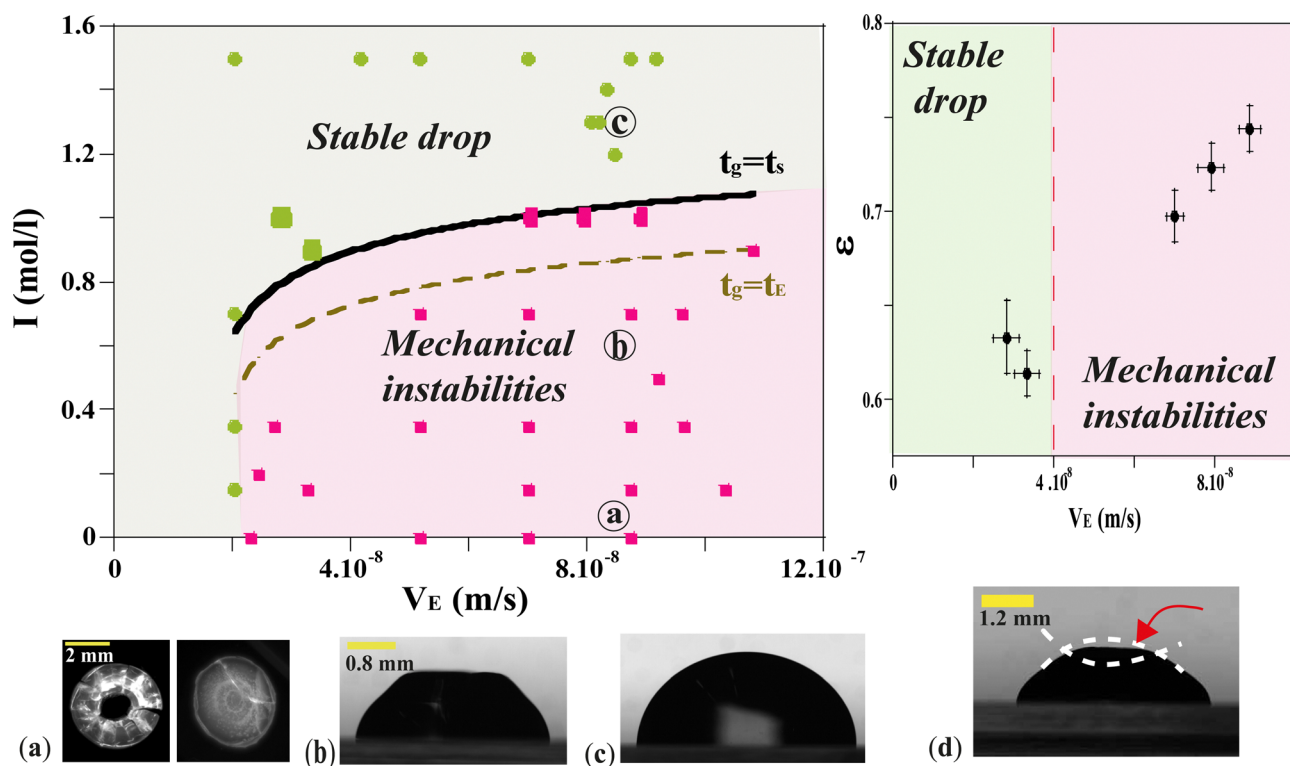 1.6
1.2
0.8
0.4
0
I (mol/l)
Stable drop
c
tg=ts
tg=tE
Mechanical
instabilities
b
a
0
4.10 -8
8.10 -8
12.10 -7
VE (m/s)
0.8
0.7
0.6
ε
Stable
drop
Mechanical
instabilities
0
4.10-8
8.10-8
VE (m/s)
(a)
2 mm
(b)
0.8 mm
(c)
(d)
1.2 mm